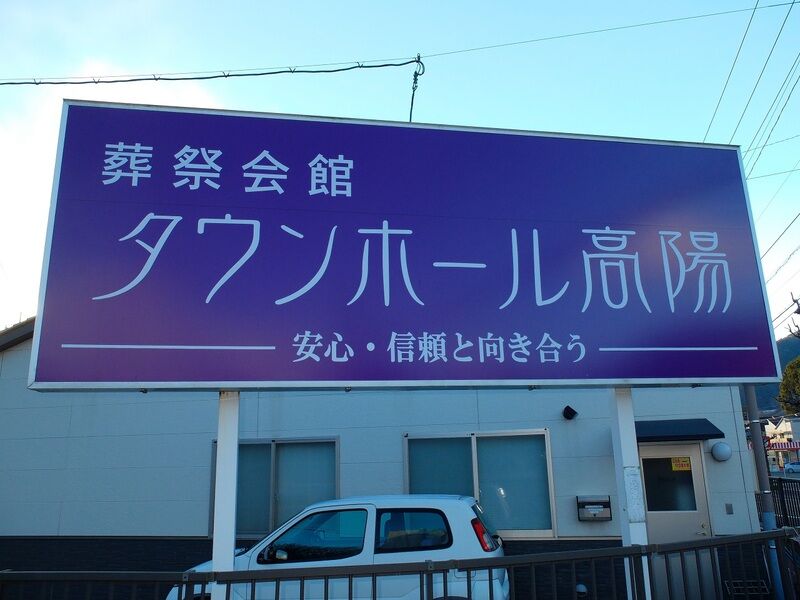 葬祭会館
タウンホール高陽
安心・信頼と向き合う